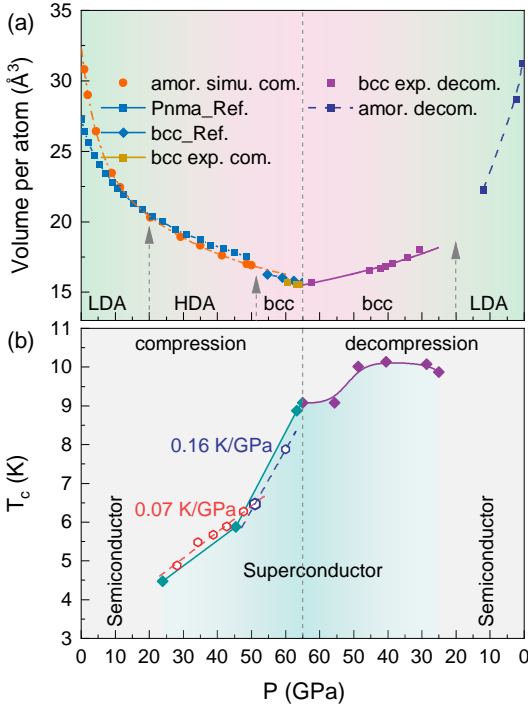 (a)
35
30
25
20
15
Volume per atom (Å³)
amor. simu. com.
Pnma_Ref.
bcc_Ref.
bcc exp. com.
bcc exp. decom.
amor. decom.
LDA
HDA
bcc
bcc
LDA
(b)
11
10
9
8
7
6
5
4
3
T_c (K)
compression
decompression
0.16 K/GPa
0.07 K/GPa
Superconductor
Semiconductor
Semiconductor
0 10 20 30 40 50 60 60 50 40 30 20 10 0
P (GPa)